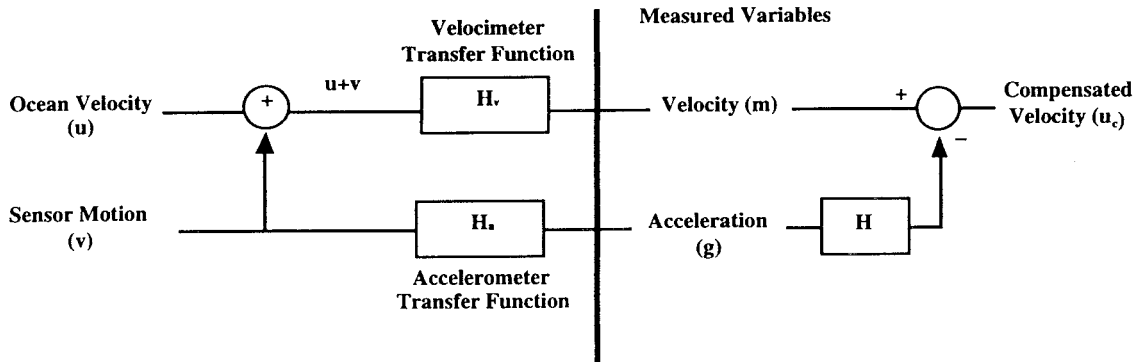 Measured Variables
Velocimeter
Transfer Function
u+v
+
Hv
Ocean Velocity
(u)
Velocity (m)
+
−
Compensated
Velocity (uc)
Sensor Motion
(v)
Ha
Acceleration
(g)
H
Accelerometer
Transfer Function